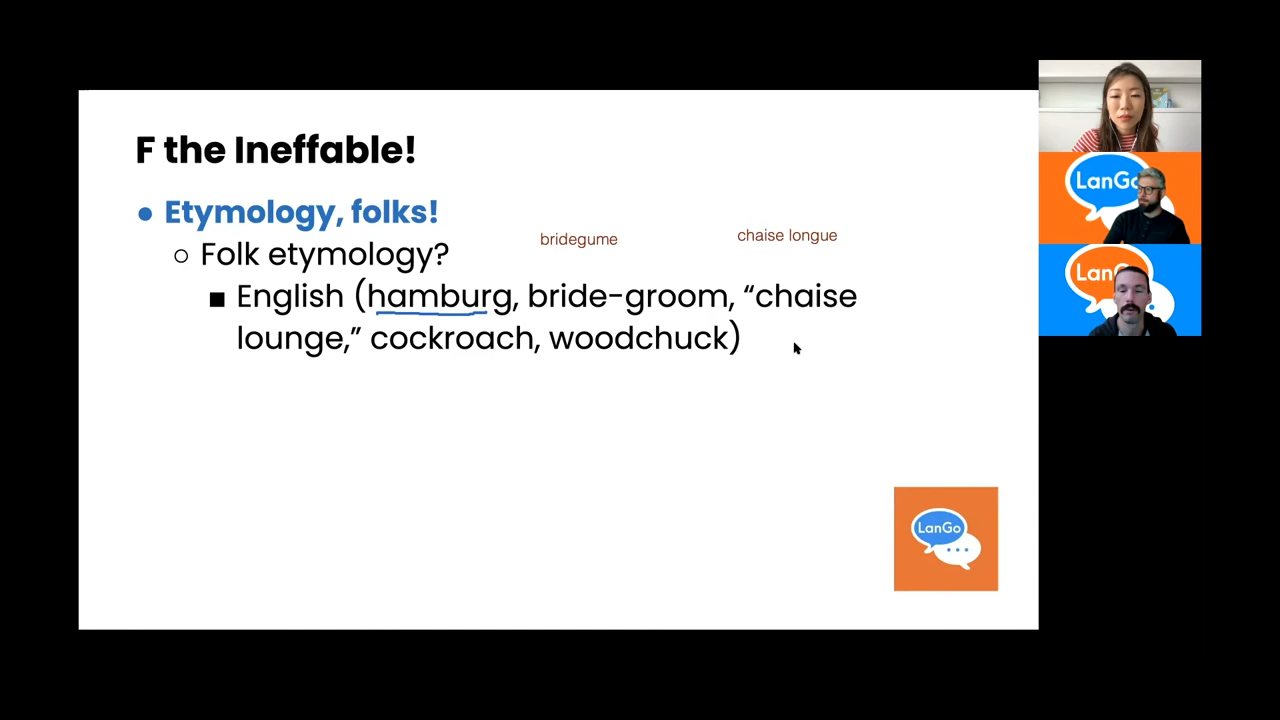 F the Ineffable!
● Etymology, folks!
○ Folk etymology?
bridegume
chaise longue
■ English (hamburg, bride-groom, “chaise
lounge,” cockroach, woodchuck)
LanGo
LanGo
LanGo